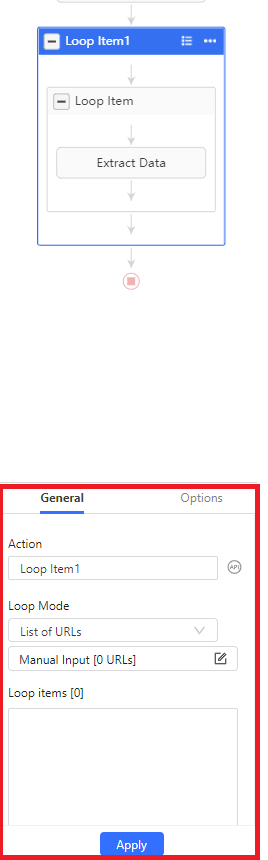 Loop Item1
Loop Item
Extract Data
General
Options
Action
Loop Item1
API
Loop Mode
List of URLs
Manual Input [0 URLs]
Loop items [0]
Apply